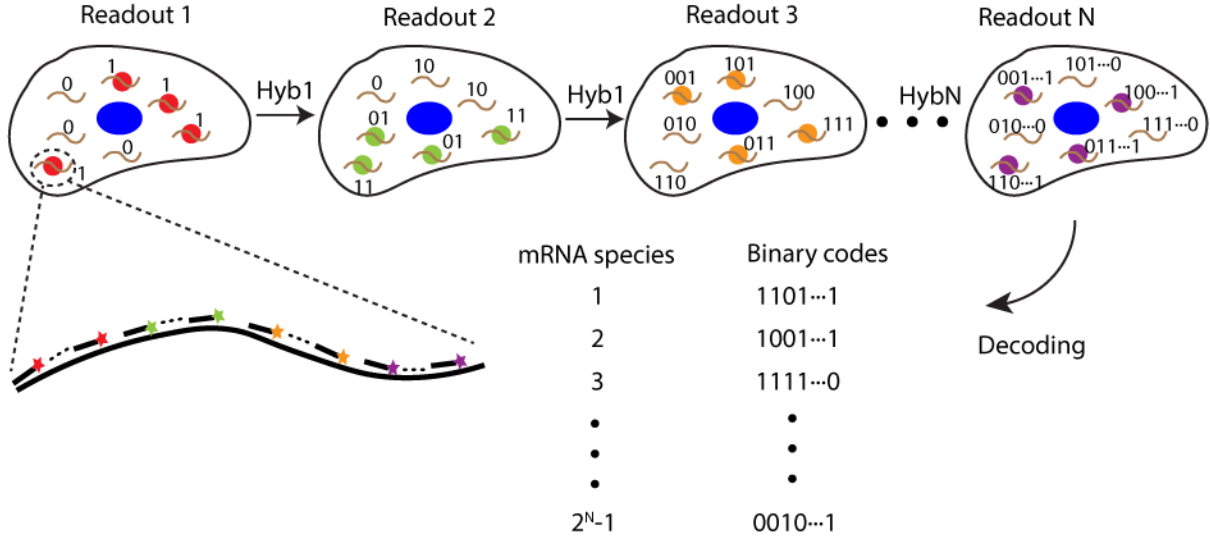 Readout 1 Readout 2 Readout 3 Readout N
Hyb1 Hyb1 HybN
0 1 1 1 0 0 1
0 10 10 11 01 01 11
001 101 100 111 010 011 110
001···1 101···0 100···1 111···0 010···0 011···1 110···1
mRNA species Binary codes
1 1101···1
2 1001···1
3 1111···0
2ᴺ-1 0010···1
Decoding